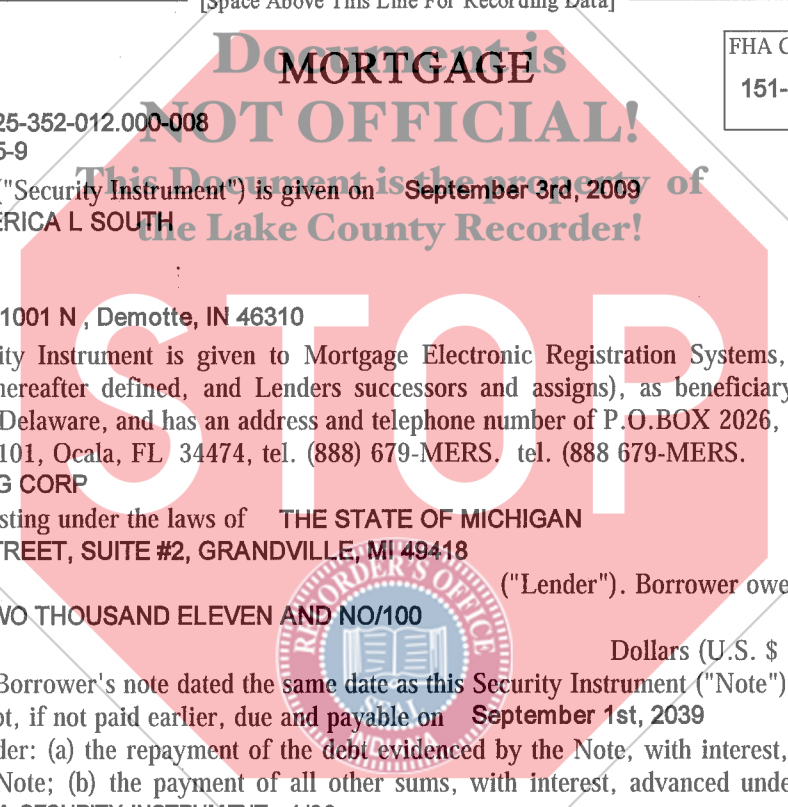 [Space Above This Line For Recording Data]
Document is
MORTGAGE
FHA C
151-
NOT OFFICIAL!
25-352-012.000-008
5-9
This Document is the property of
("Security Instrument") is given on September 3rd, 2009
ERICA L SOUTH
the Lake County Recorder!
:
1001 N , Demotte, IN 46310
STOP
ity Instrument is given to Mortgage Electronic Registration Systems,
hereafter defined, and Lenders successors and assigns), as beneficiary
Delaware, and has an address and telephone number of P.O.BOX 2026,
101, Ocala, FL 34474, tel. (888) 679-MERS. tel. (888 679-MERS.
G CORP
sting under the laws of THE STATE OF MICHIGAN
TREET, SUITE #2, GRANDVILLE, MI 49418
("Lender"). Borrower owe
WO THOUSAND ELEVEN AND NO/100
RECORDER'S OFFICE
Dollars (U.S. $
Borrower's note dated the same date as this Security Instrument ("Note")
SEAL
ot, if not paid earlier, due and payable on September 1st, 2039
INDIANA
der: (a) the repayment of the debt evidenced by the Note, with interest,
Note; (b) the payment of all other sums, with interest, advanced unde
A SECURITY INSTRUMENT